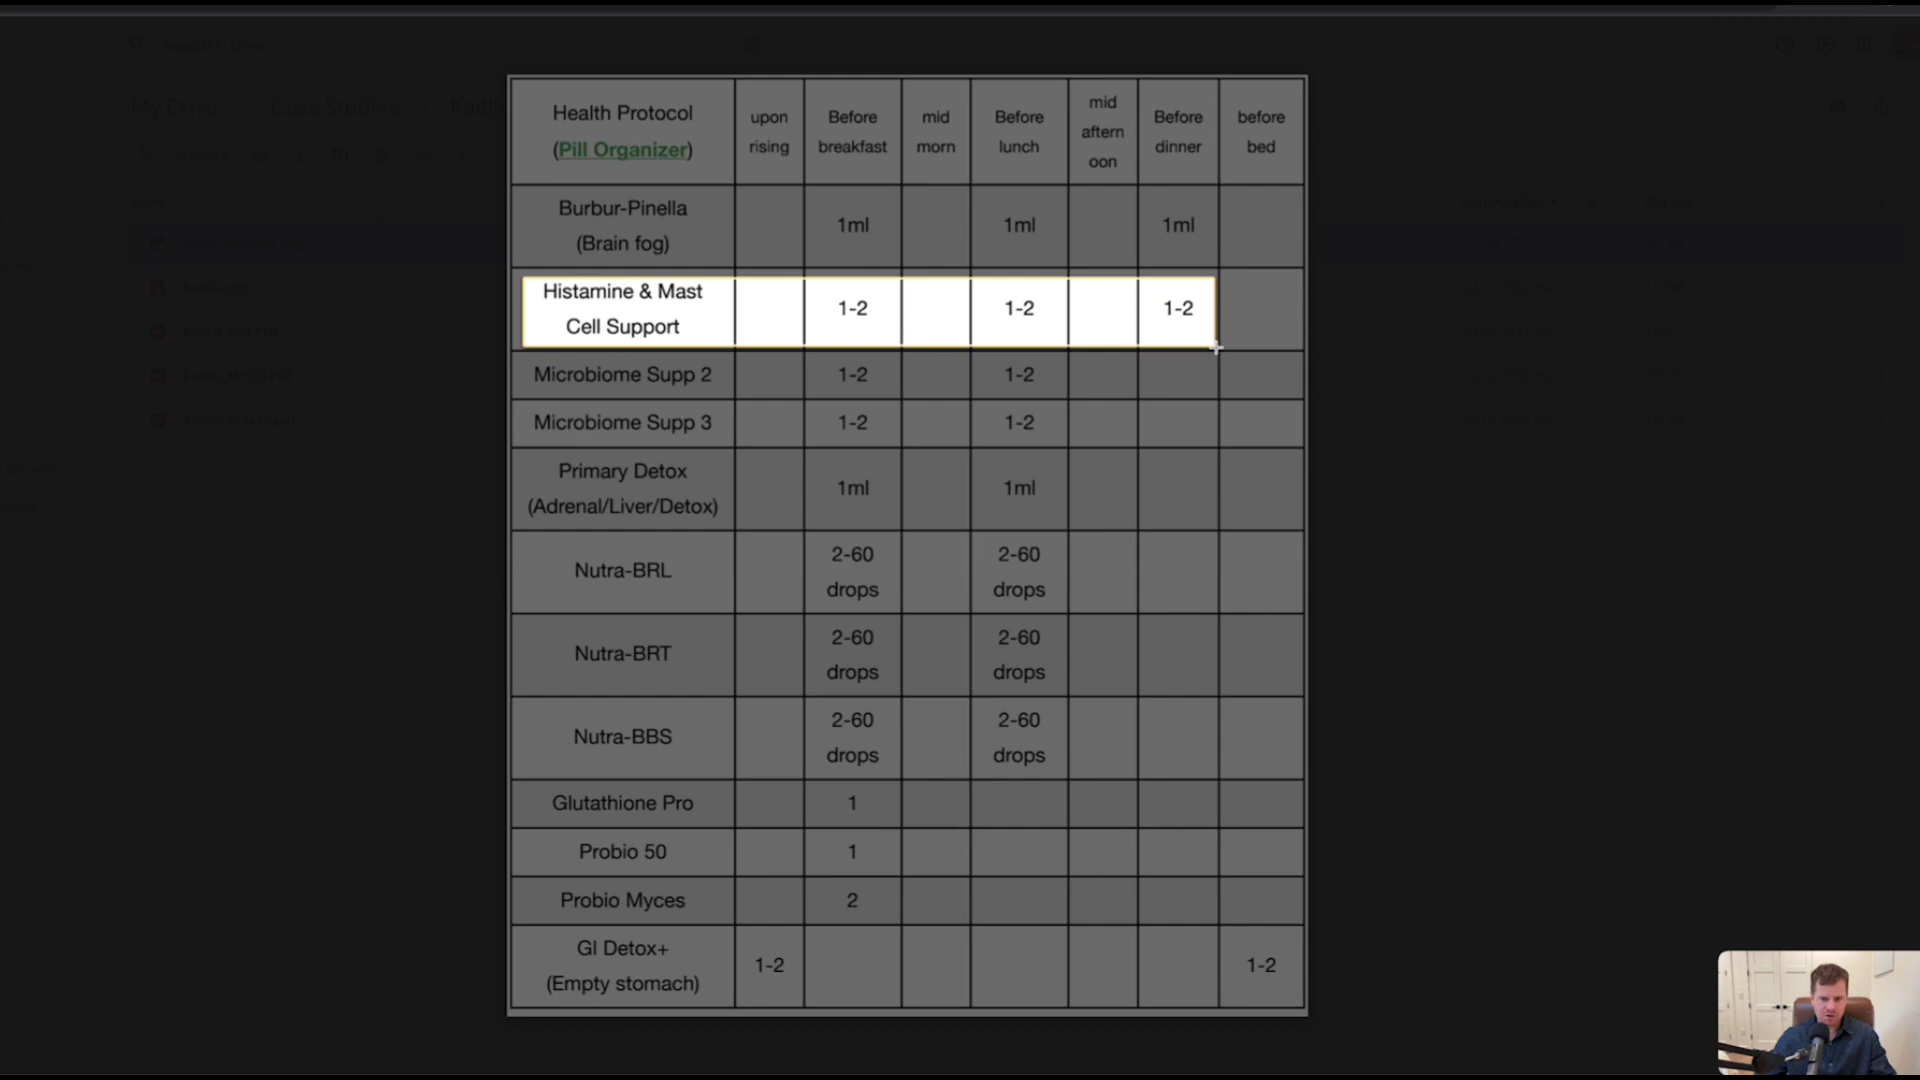 My Drive
Case Studies
Health Protocol
(Pill Organizer)
upon
rising
Before
breakfast
mid
morn
Before
lunch
mid
aftern
oon
Before
dinner
before
bed
Burbur-Pinella
(Brain fog)
1ml
1ml
1ml
Histamine & Mast
Cell Support
1-2
1-2
1-2
Microbiome Supp 2
1-2
1-2
Microbiome Supp 3
1-2
1-2
Primary Detox
(Adrenal/Liver/Detox)
1ml
1ml
Nutra-BRL
2-60
drops
2-60
drops
Nutra-BRT
2-60
drops
2-60
drops
Nutra-BBS
2-60
drops
2-60
drops
Glutathione Pro
1
Probio 50
1
Probio Myces
2
GI Detox+
(Empty stomach)
1-2
1-2